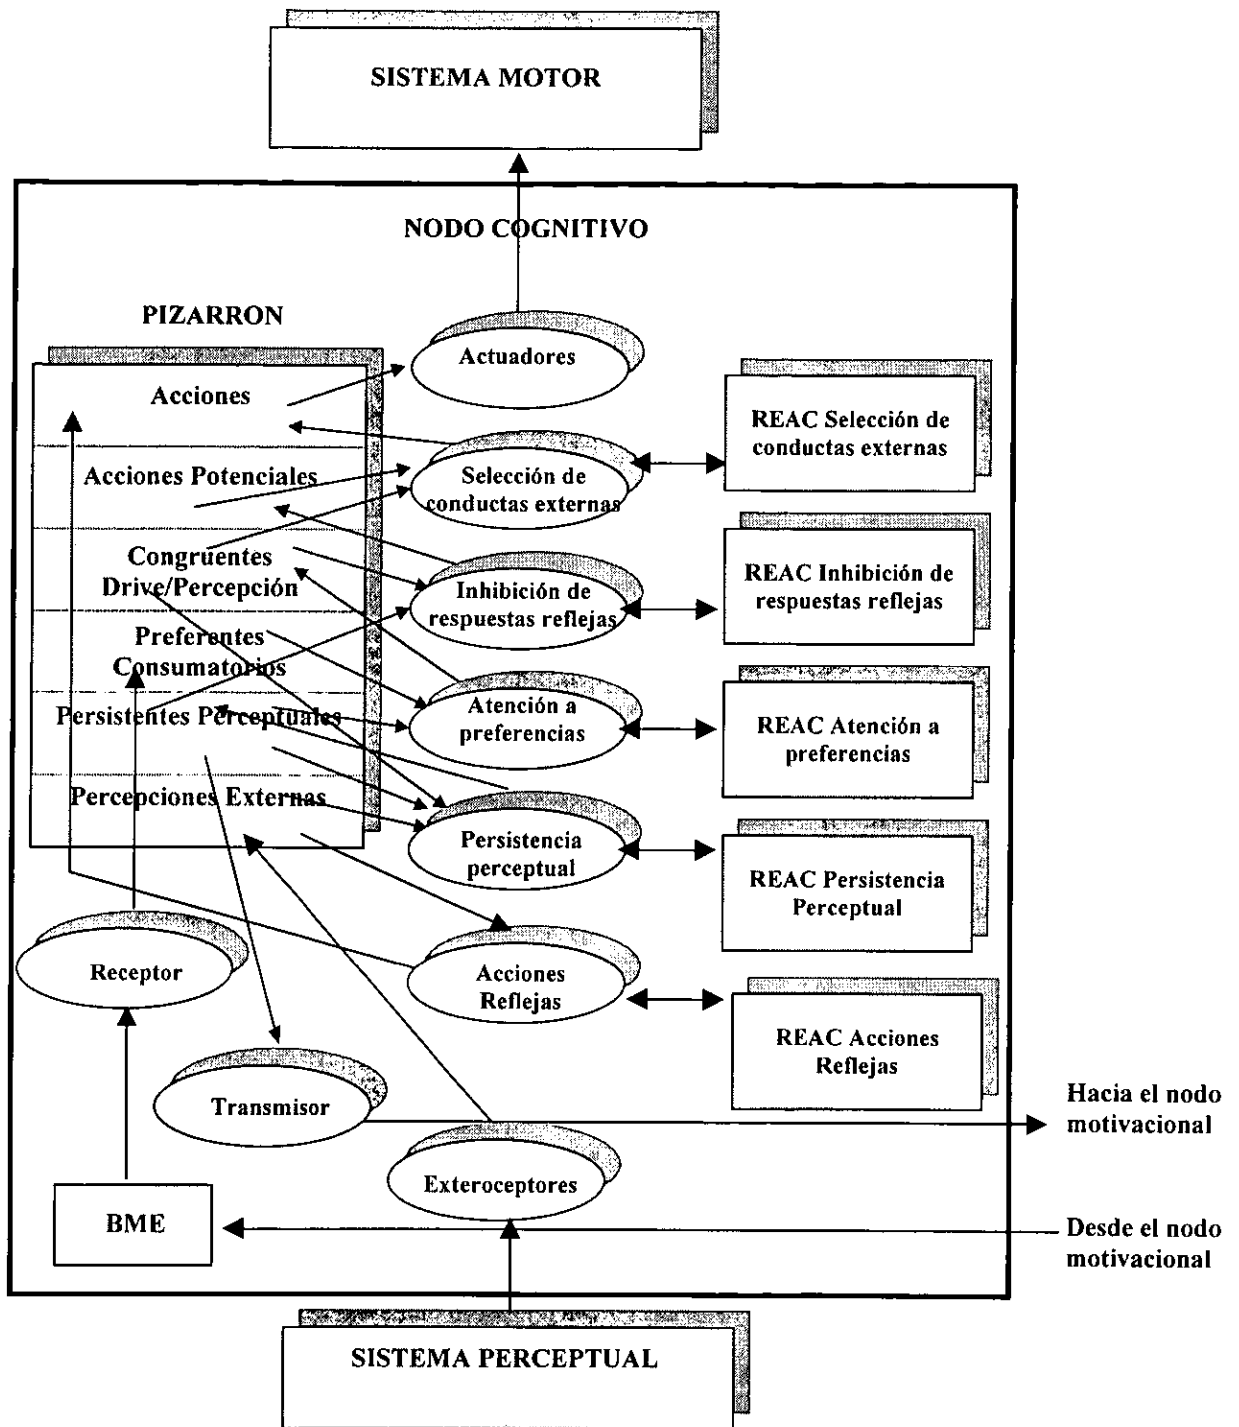 SISTEMA MOTOR
NODO COGNITIVO
PIZARRON
Acciones
Acciones Potenciales
Congruentes
Drive/Percepción
Preferentes
Consumatorios
Persistentes Perceptuales
Percepciones Externas
Actuadores
Selección de
conductas externas
Inhibición de
respuestas reflejas
Atención a
preferencias
Persistencia
perceptual
Acciones
Reflejas
REAC Selección de
conductas externas
REAC Inhibición de
respuestas reflejas
REAC Atención a
preferencias
REAC Persistencia
Perceptual
REAC Acciones
Reflejas
Receptor
Transmisor
Exteroceptores
BME
Hacia el nodo
motivacional
Desde el nodo
motivacional
SISTEMA PERCEPTUAL